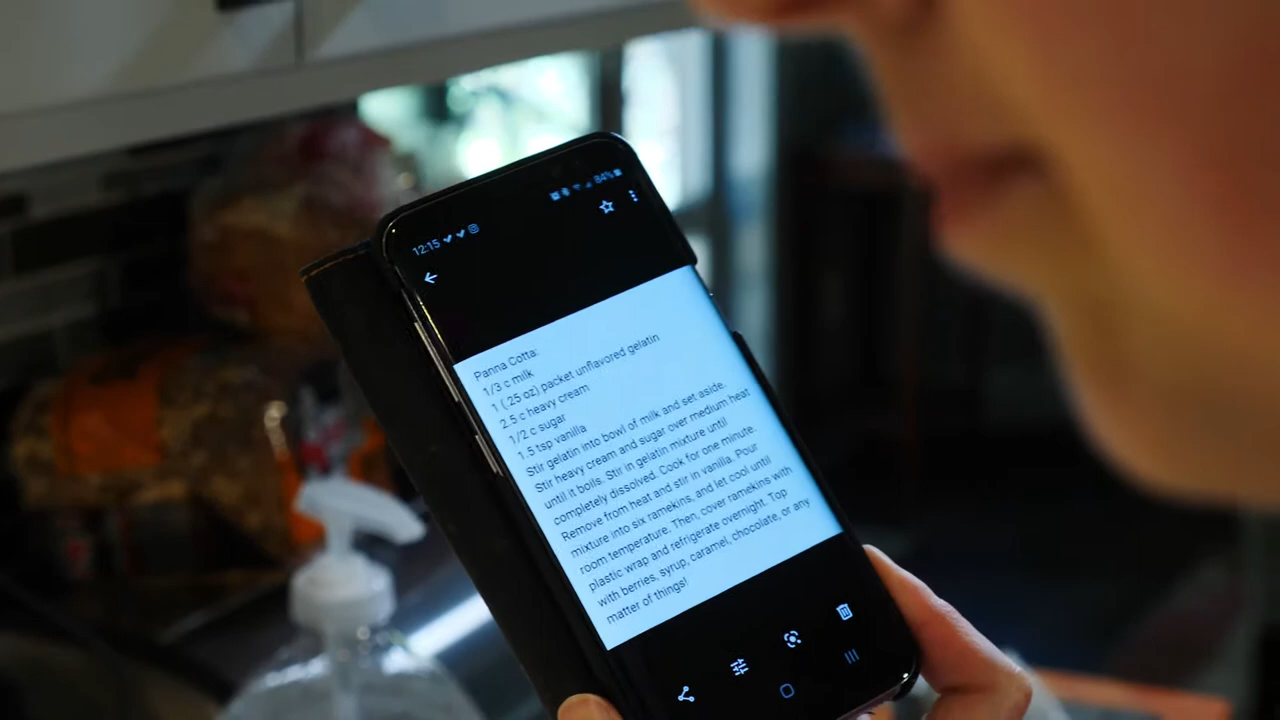 84%
12:15
Panna Cotta:
1/3 c milk
1 (.25 oz) packet unflavored gelatin
2.5 c heavy cream
1/2 c sugar
1.5 tsp vanilla
Stir gelatin into bowl of milk and set aside.
Stir heavy cream and sugar over medium heat
until it boils. Stir in gelatin mixture until
completely dissolved. Cook for one minute.
Remove from heat and stir in vanilla. Pour
mixture into six ramekins, and let cool until
room temperature. Then, cover ramekins with
plastic wrap and refrigerate overnight. Top
with berries, syrup, caramel, chocolate, or any
matter of things!